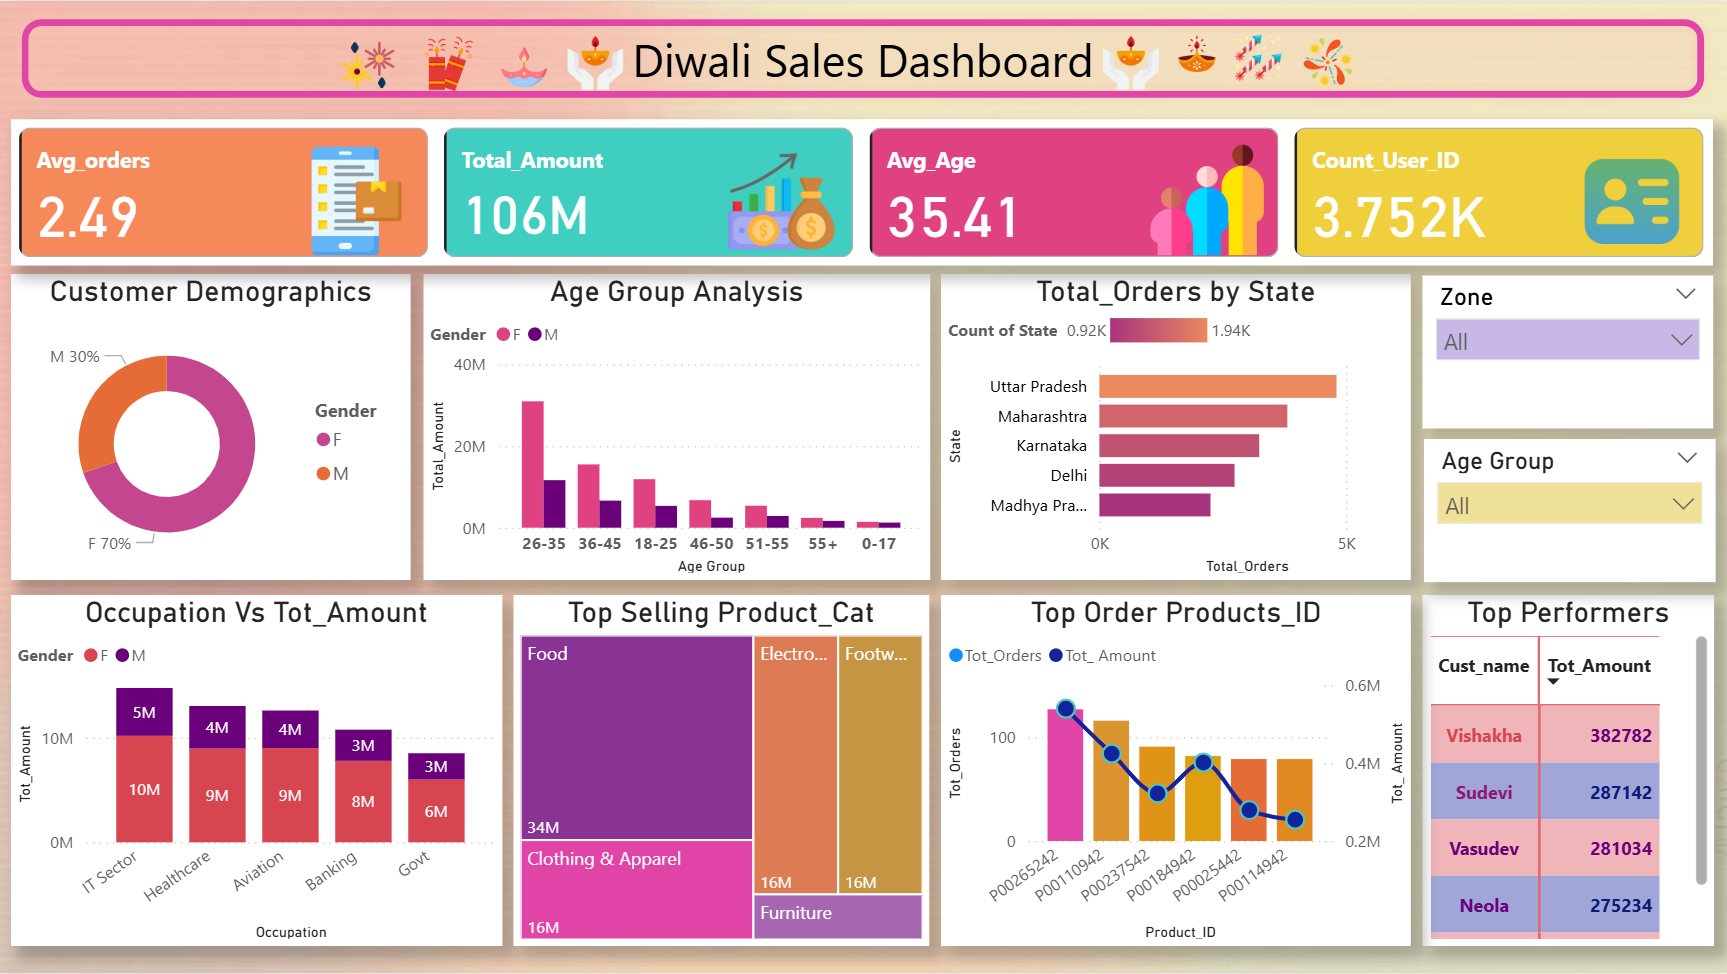 Diwali Sales Dashboard
Avg_orders
2.49
Total_Amount
106M
Avg_Age
35.41
Count_User_ID
3.752K
Customer Demographics
M 30%
F 70%
Gender
F
M
Age Group Analysis
Gender F M
40M
20M
0M
Total_Amount
26-35 36-45 18-25 46-50 51-55 55+ 0-17
Age Group
Total_Orders by State
Count of State 0.92K 1.94K
State
Uttar Pradesh
Maharashtra
Karnataka
Delhi
Madhya Pra...
0K 5K
Total_Orders
Zone
All
Age Group
All
Occupation Vs Tot_Amount
Gender F M
Tot_Amount
10M
0M
5M
10M
4M
9M
4M
9M
3M
8M
3M
6M
IT Sector Healthcare Aviation Banking Govt
Occupation
Top Selling Product_Cat
Food
34M
Clothing & Apparel
16M
Electro...
16M
Footw...
16M
Furniture
Top Order Products_ID
Tot_Orders Tot_ Amount
Tot_Orders
100
0
0.6M
0.4M
0.2M
Tot_ Amount
P00265242 P00110942 P00237542 P00184942 P00025442 P00114942
Product_ID
Top Performers
Cust_name Tot_Amount
Vishakha 382782
Sudevi 287142
Vasudev 281034
Neola 275234